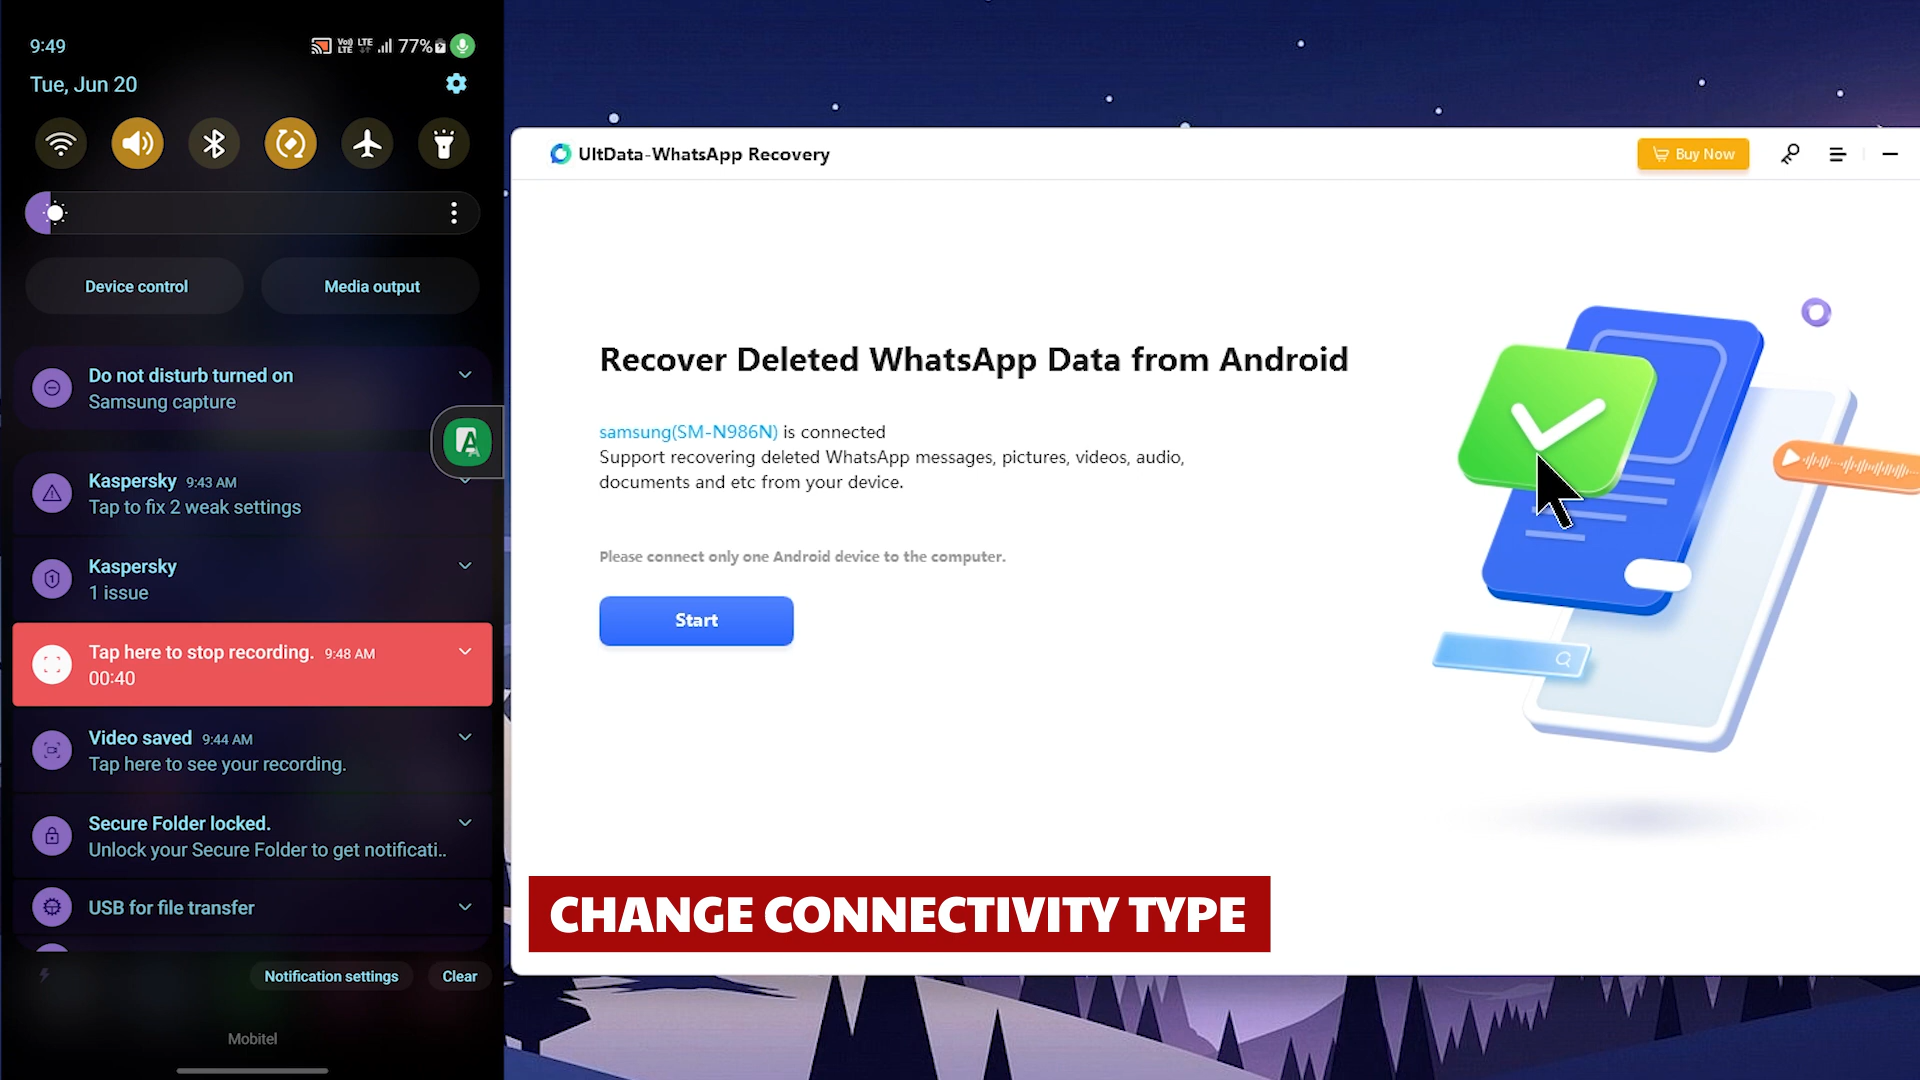 9:49
Vo) LTE
LTE
77%
Tue, Jun 20
Device control
Media output
Do not disturb turned on
Samsung capture
A
Kaspersky 9:43 AM
Tap to fix 2 weak settings
Kaspersky
1 issue
Tap here to stop recording. 9:48 AM
00:40
Video saved 9:44 AM
Tap here to see your recording.
Secure Folder locked.
Unlock your Secure Folder to get notificati..
USB for file transfer
Notification settings
Clear
Mobitel
UltData-WhatsApp Recovery
Buy Now
Recover Deleted WhatsApp Data from Android
samsung(SM-N986N) is connected
Support recovering deleted WhatsApp messages, pictures, videos, audio,
documents and etc from your device.
Please connect only one Android device to the computer.
Start
CHANGE CONNECTIVITY TYPE